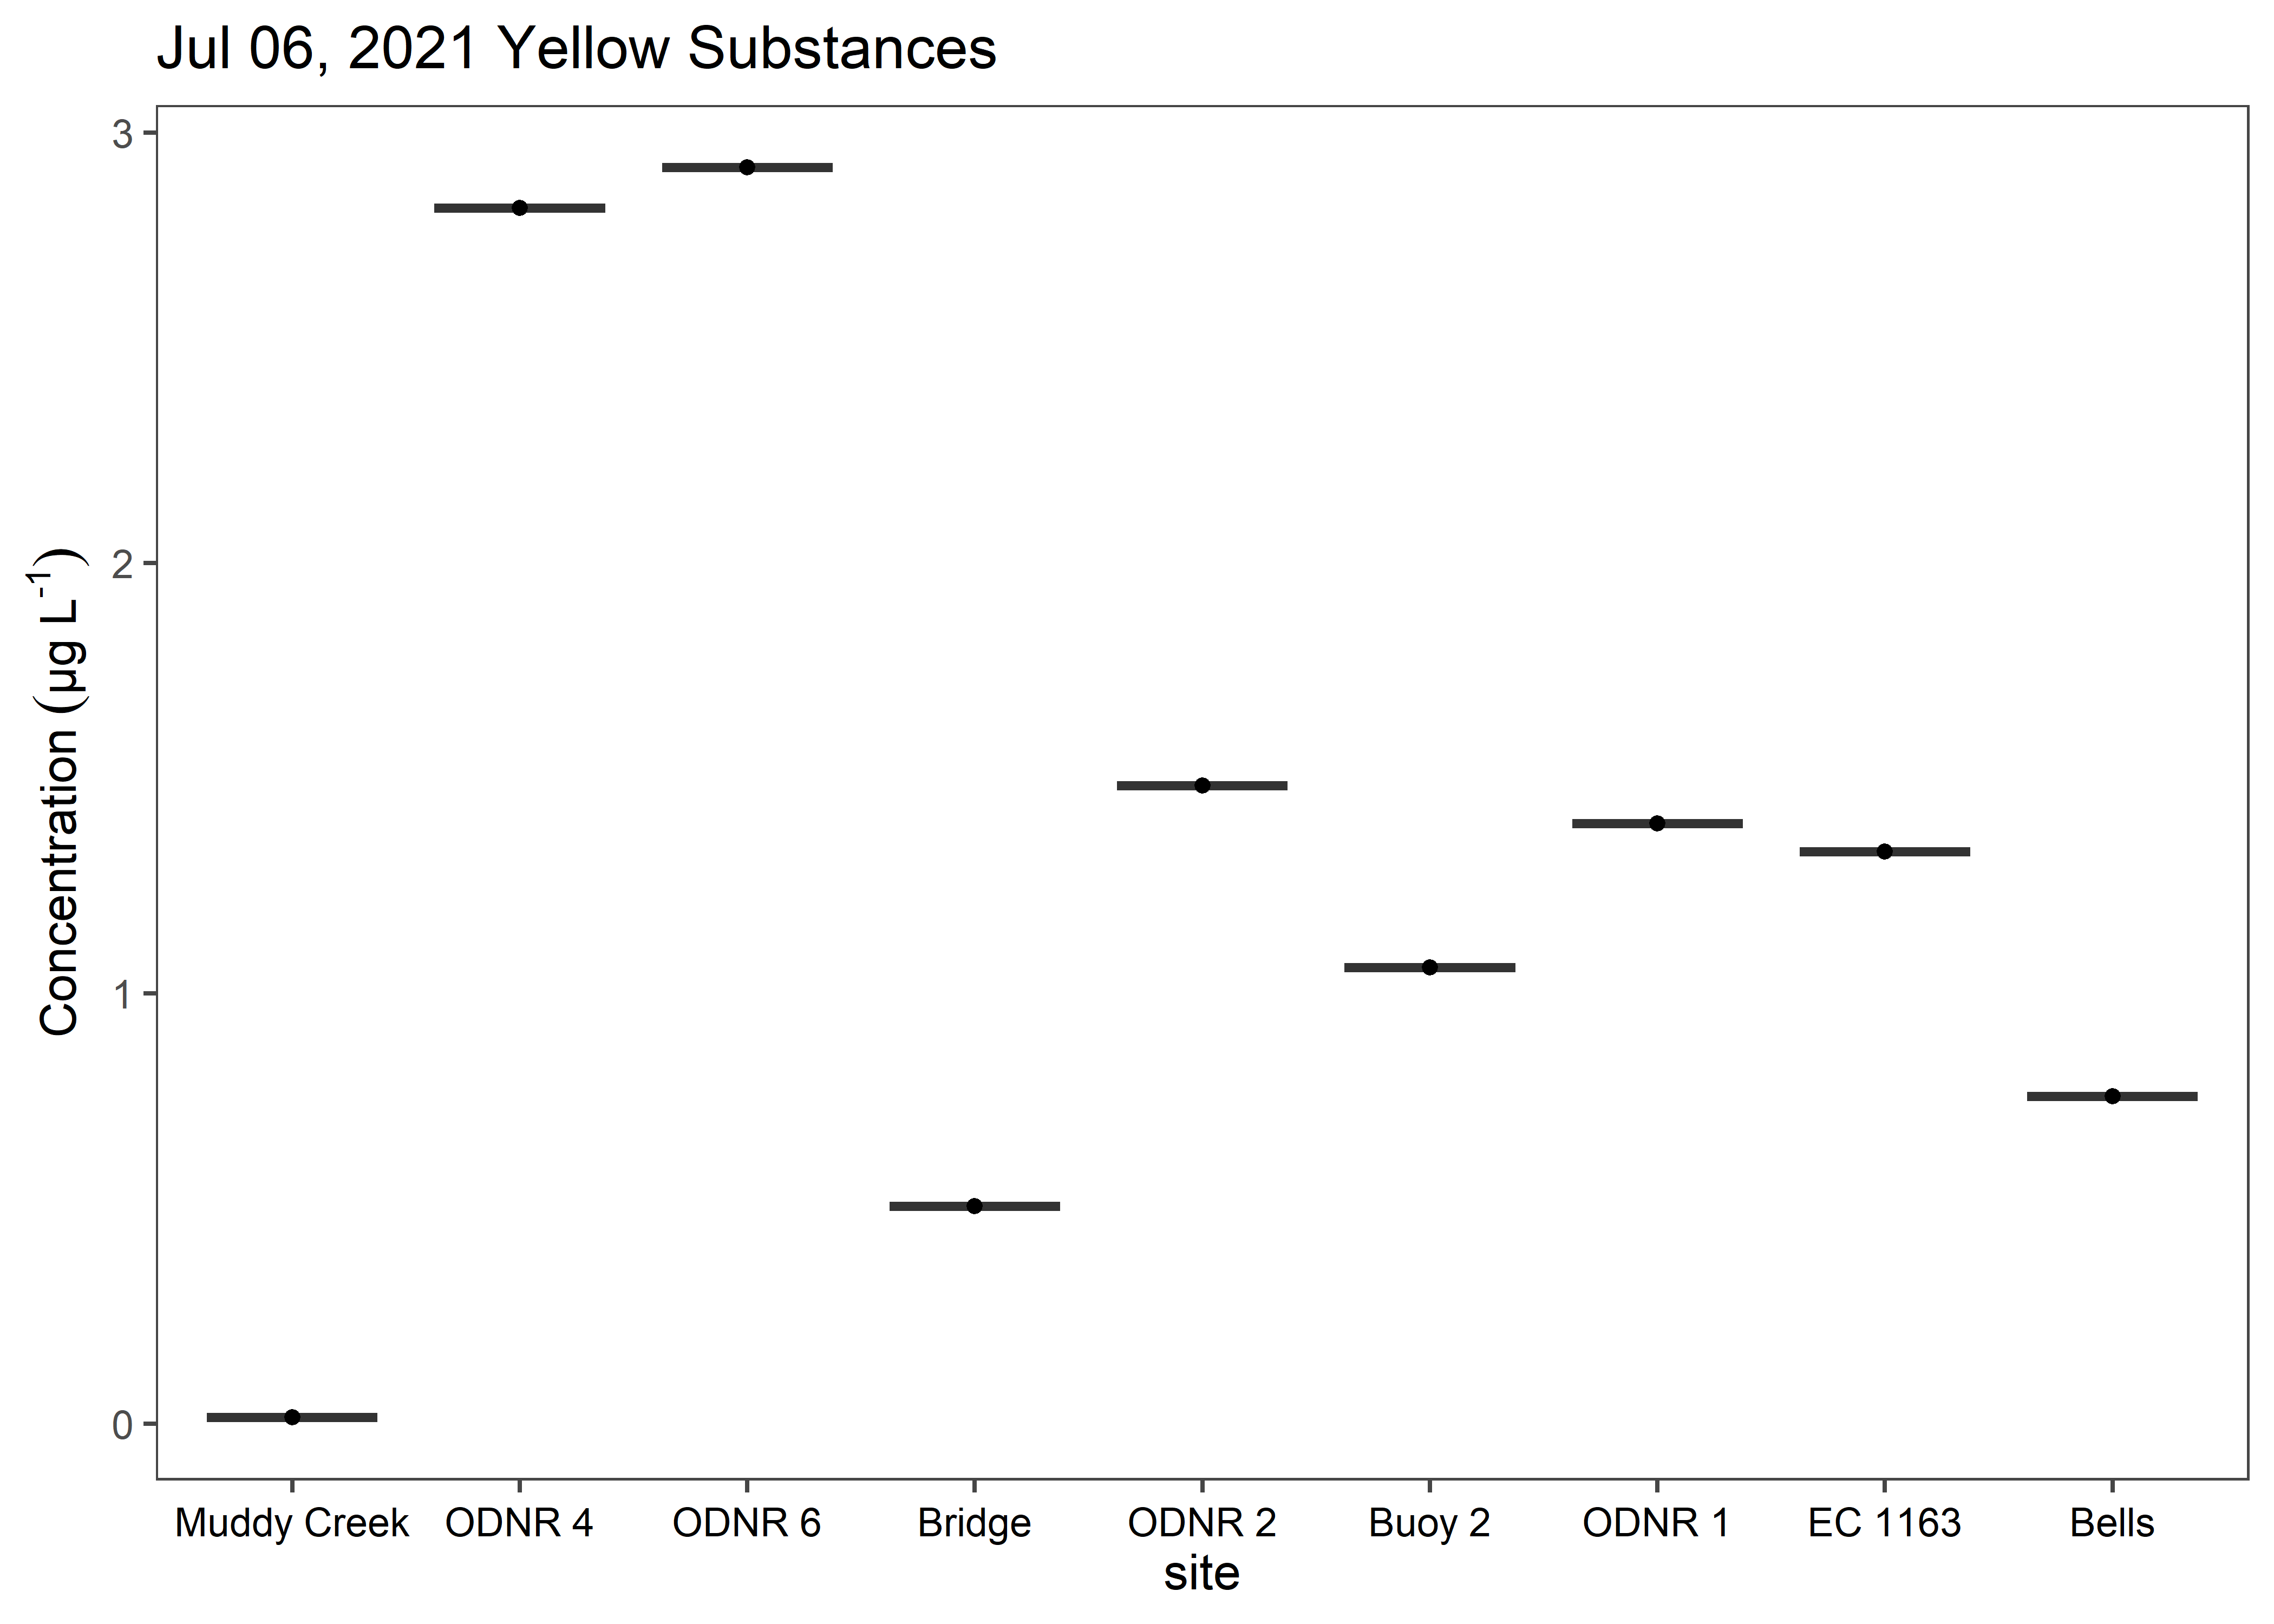 Jul 06, 2021 Yellow Substances
Concentration (µg L⁻¹)
3
2
1
0
Muddy Creek ODNR 4 ODNR 6 Bridge ODNR 2 Buoy 2 ODNR 1 EC 1163 Bells
site